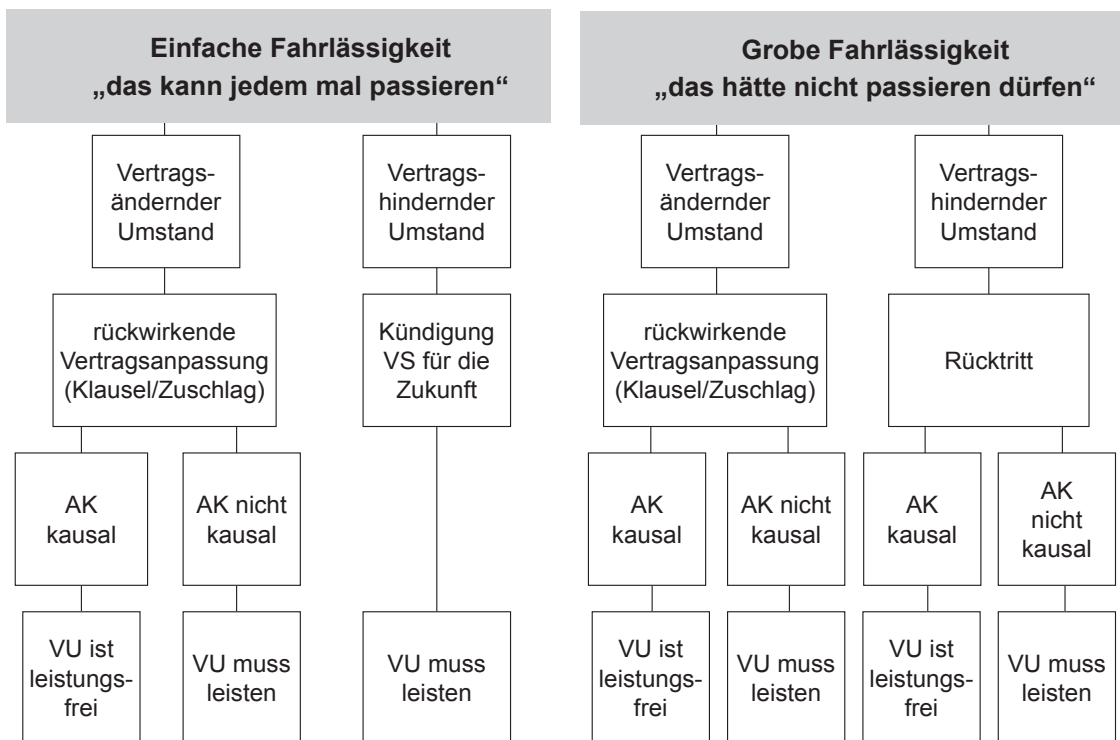 Einfache Fahrlässigkeit
„das kann jedem mal passieren“
Vertrags-
ändernder
Umstand
Vertrags-
hindernder
Umstand
rückwirkende
Vertragsanpassung
(Klausel/Zuschlag)
Kündigung
VS für die
Zukunft
AK
kausal
AK nicht
kausal
VU ist
leistungs-
frei
VU muss
leisten
VU muss
leisten
Grobe Fahrlässigkeit
„das hätte nicht passieren dürfen“
Vertrags-
ändernder
Umstand
Vertrags-
hindernder
Umstand
rückwirkende
Vertragsanpassung
(Klausel/Zuschlag)
Rücktritt
AK
kausal
AK nicht
kausal
AK
kausal
AK
nicht
kausal
VU ist
leistungs-
frei
VU muss
leisten
VU ist
leistungs-
frei
VU muss
leisten